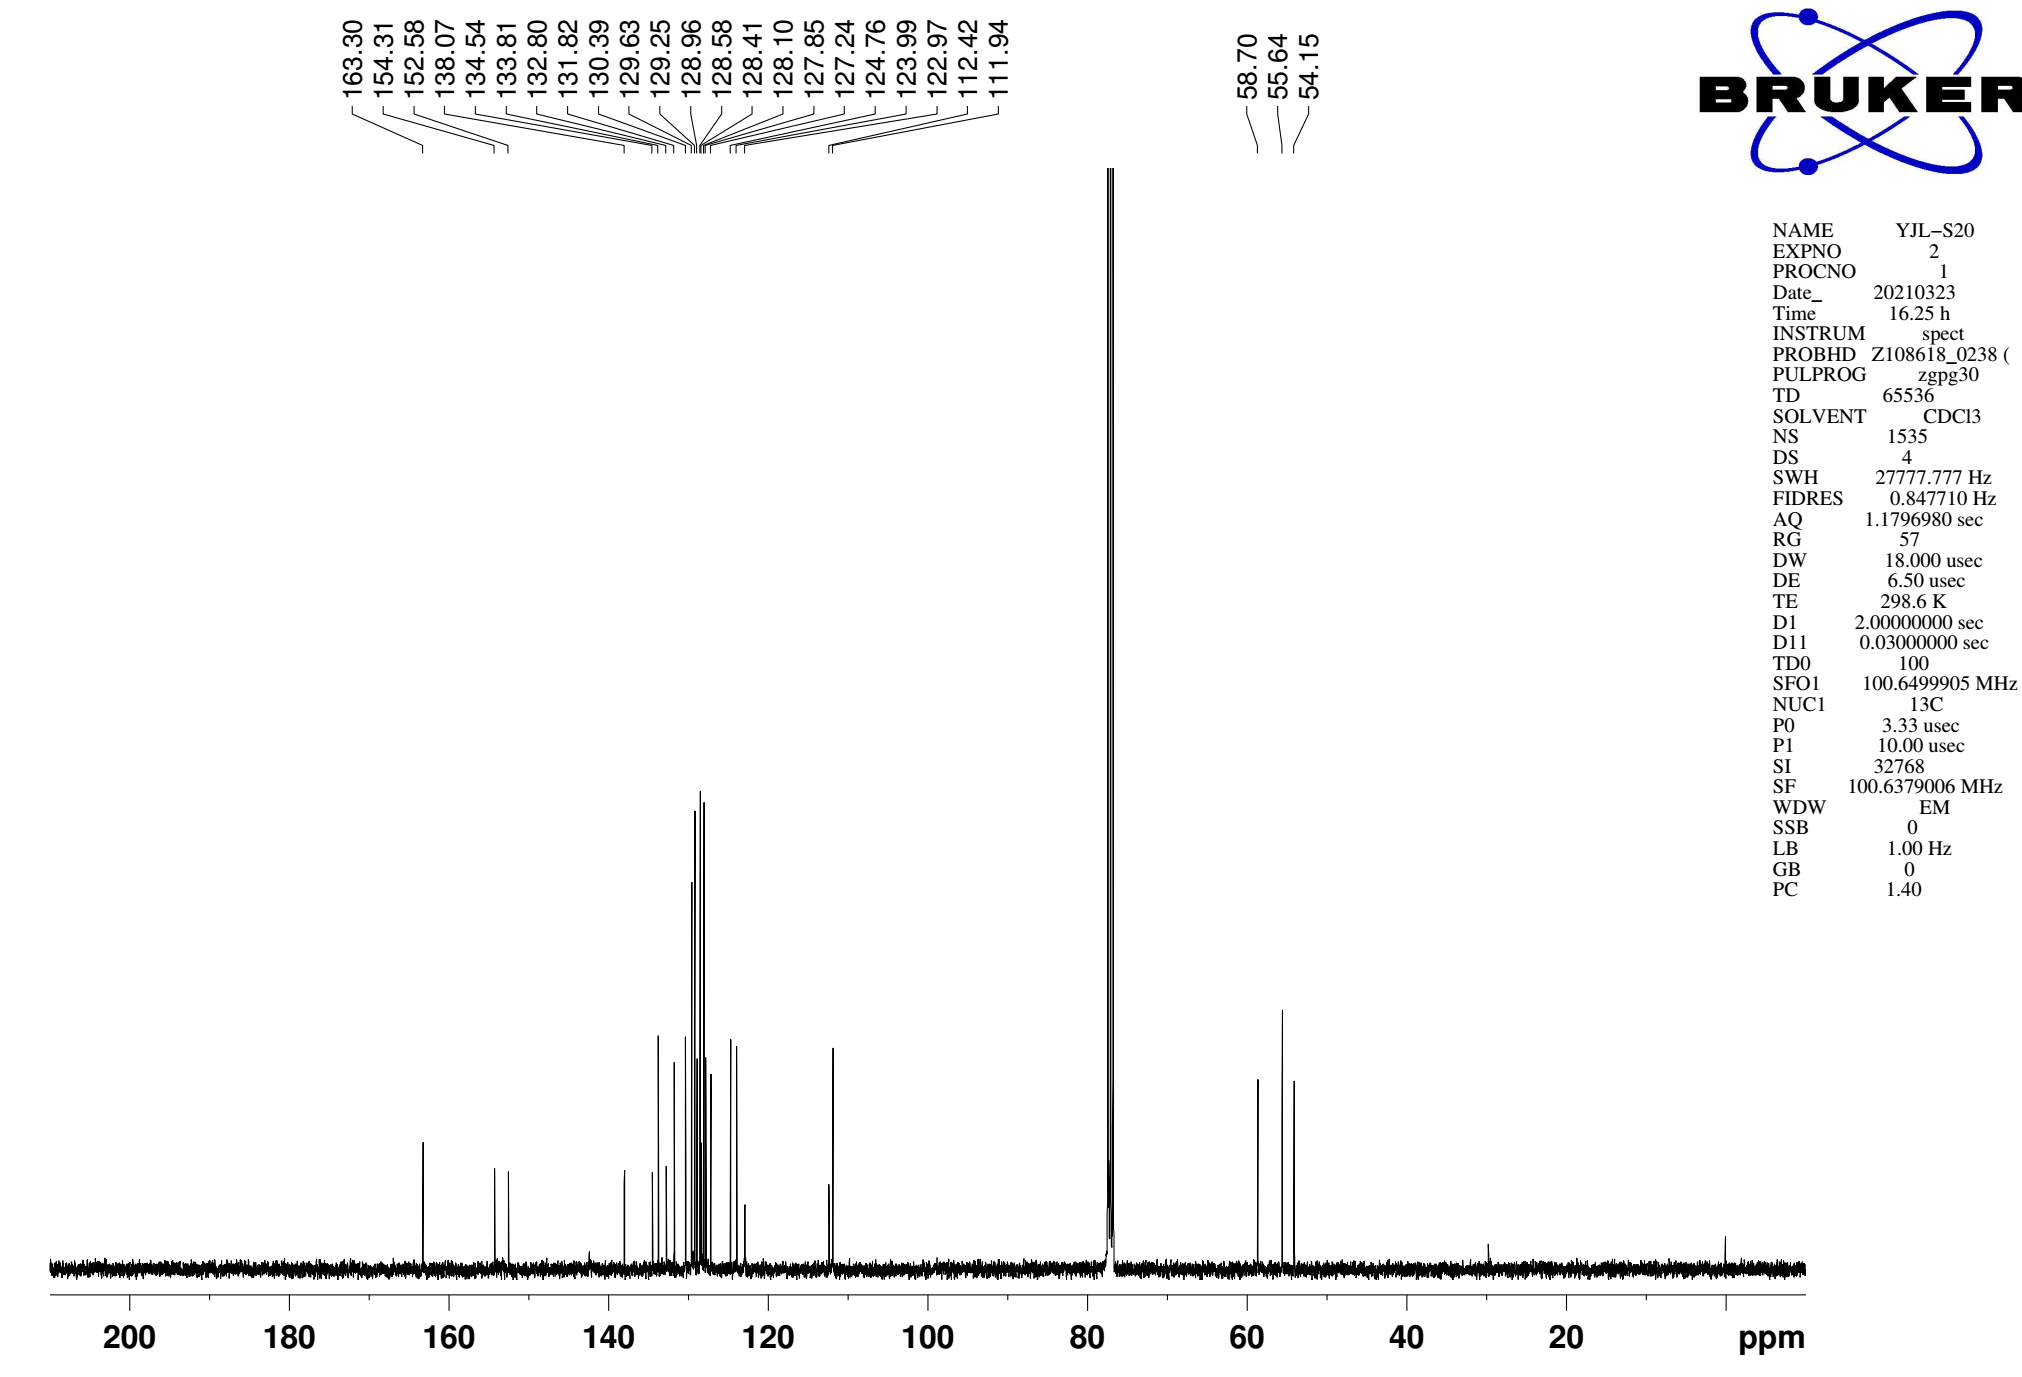 163.30
154.31
152.58
138.07
134.54
133.81
132.80
131.82
130.39
129.63
129.25
128.96
128.58
128.41
128.10
127.85
127.24
124.76
123.99
122.97
112.42
111.94
58.70
55.64
54.15
BRUKER
NAME YJL−S20
EXPNO 2
PROCNO 1
Date_ 20210323
Time 16.25 h
INSTRUM spect
PROBHD Z108618_0238 (
PULPROG zgpg30
TD 65536
SOLVENT CDCl3
NS 1535
DS 4
SWH 27777.777 Hz
FIDRES 0.847710 Hz
AQ 1.1796980 sec
RG 57
DW 18.000 usec
DE 6.50 usec
TE 298.6 K
D1 2.00000000 sec
D11 0.03000000 sec
TD0 100
SFO1 100.6499905 MHz
NUC1 13C
P0 3.33 usec
P1 10.00 usec
SI 32768
SF 100.6379006 MHz
WDW EM
SSB 0
LB 1.00 Hz
GB 0
PC 1.40
200 180 160 140 120 100 80 60 40 20 ppm